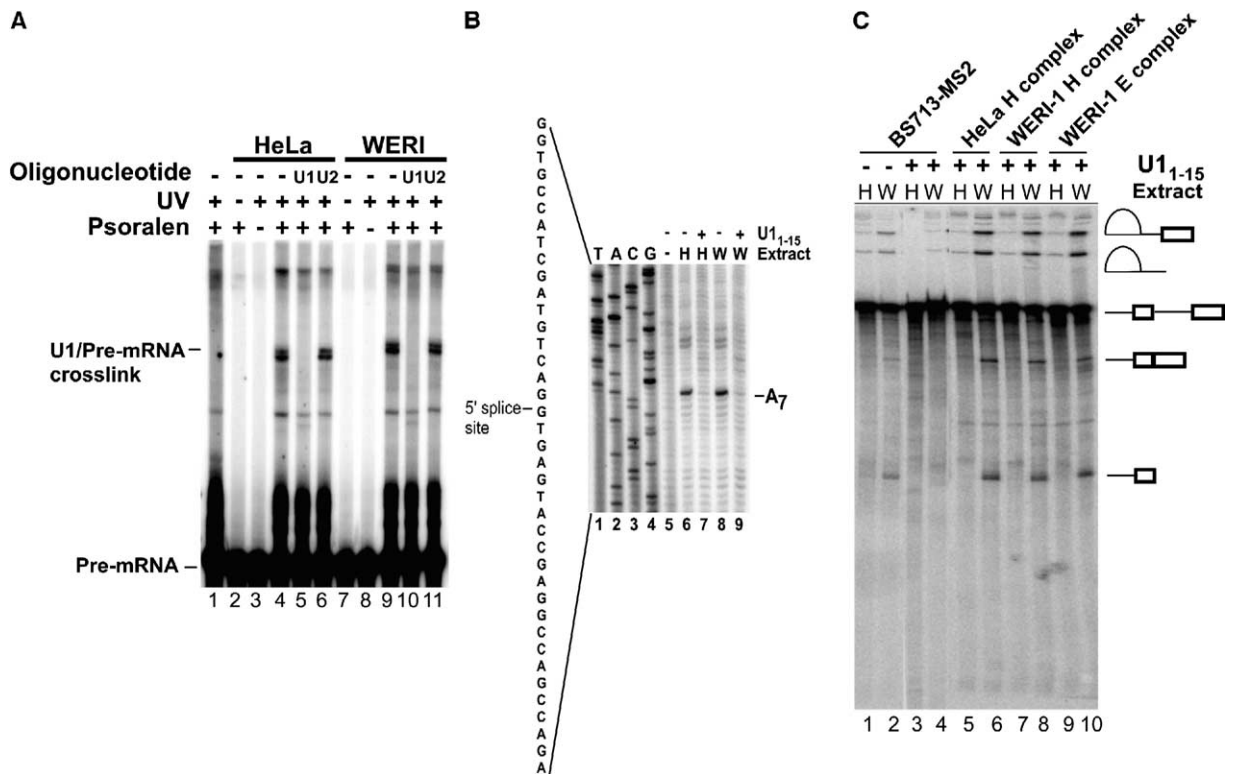 A
HeLa WERI
Oligonucleotide - - - - U1 U2 - - - U1 U2
UV + - + + + + - + + + +
Psoralen + + - + + + + - + + +
U1/Pre-mRNA
crosslink
Pre-mRNA
1 2 3 4 5 6 7 8 9 10 11
B
G
G
T
G
C
C
A
T
C
G
A
T
G
T
C
A
G
G
T
G
A
G
T
A
C
C
G
A
G
G
C
C
A
G
C
C
A
G
A
5' splice
site
- - + - + U1₁₋₁₅
T A C G - H H W W Extract
A₇
1 2 3 4 5 6 7 8 9
C
BS713-MS2
HeLa H complex
WERI-1 H complex
WERI-1 E complex
- - + + + + + + + + U1₁₋₁₅
H W H W H W H W H W Extract
1 2 3 4 5 6 7 8 9 10